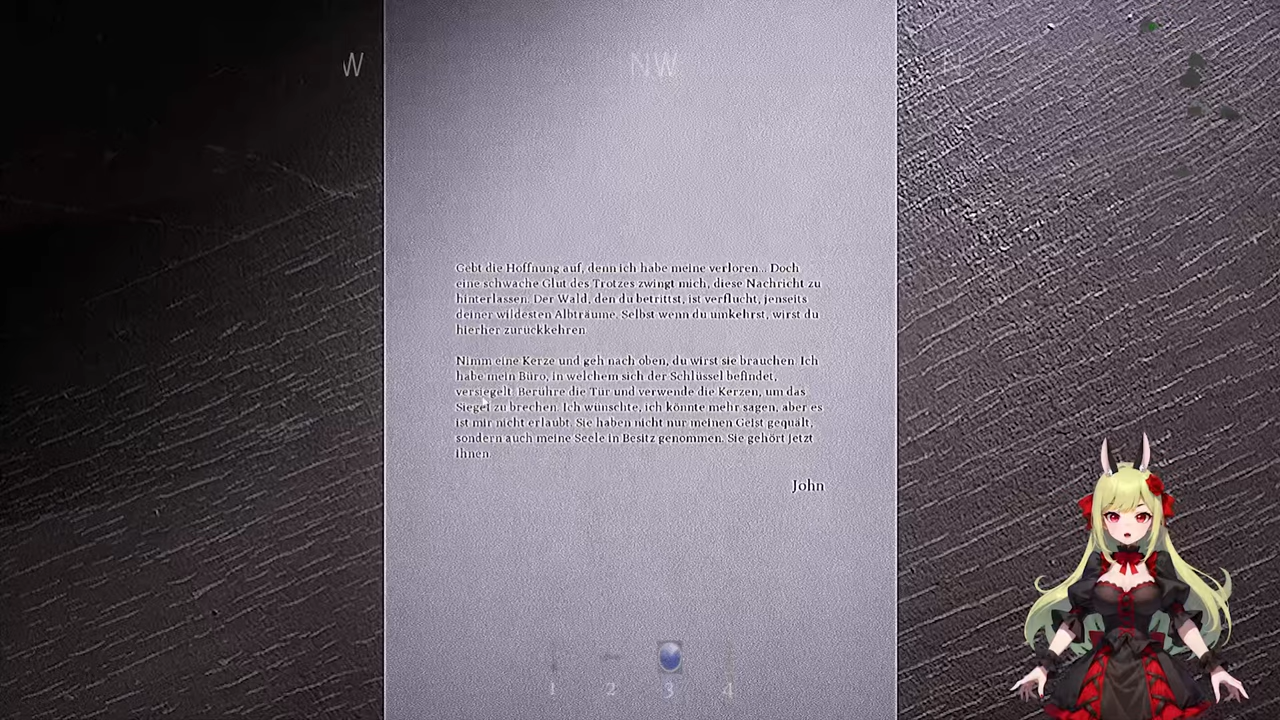 W
NW
N
Gebt die Hoffnung auf, denn ich habe meine verloren... Doch
eine schwache Glut des Trotzes zwingt mich, diese Nachricht zu
hinterlassen. Der Wald, den du betrittst, ist verflucht, jenseits
deiner wildesten Albträume. Selbst wenn du umkehrst, wirst du
hierher zurückkehren.
Nimm eine Kerze und geh nach oben, du wirst sie brauchen. Ich
habe mein Büro, in welchem sich der Schlüssel befindet,
versiegelt. Berühre die Tür und verwende die Kerzen, um das
Siegel zu brechen. Ich wünschte, ich könnte mehr sagen, aber es
ist mir nicht erlaubt. Sie haben nicht nur meinen Geist gequält,
sondern auch meine Seele in Besitz genommen. Sie gehört jetzt
ihnen.
John
1 2 3 4